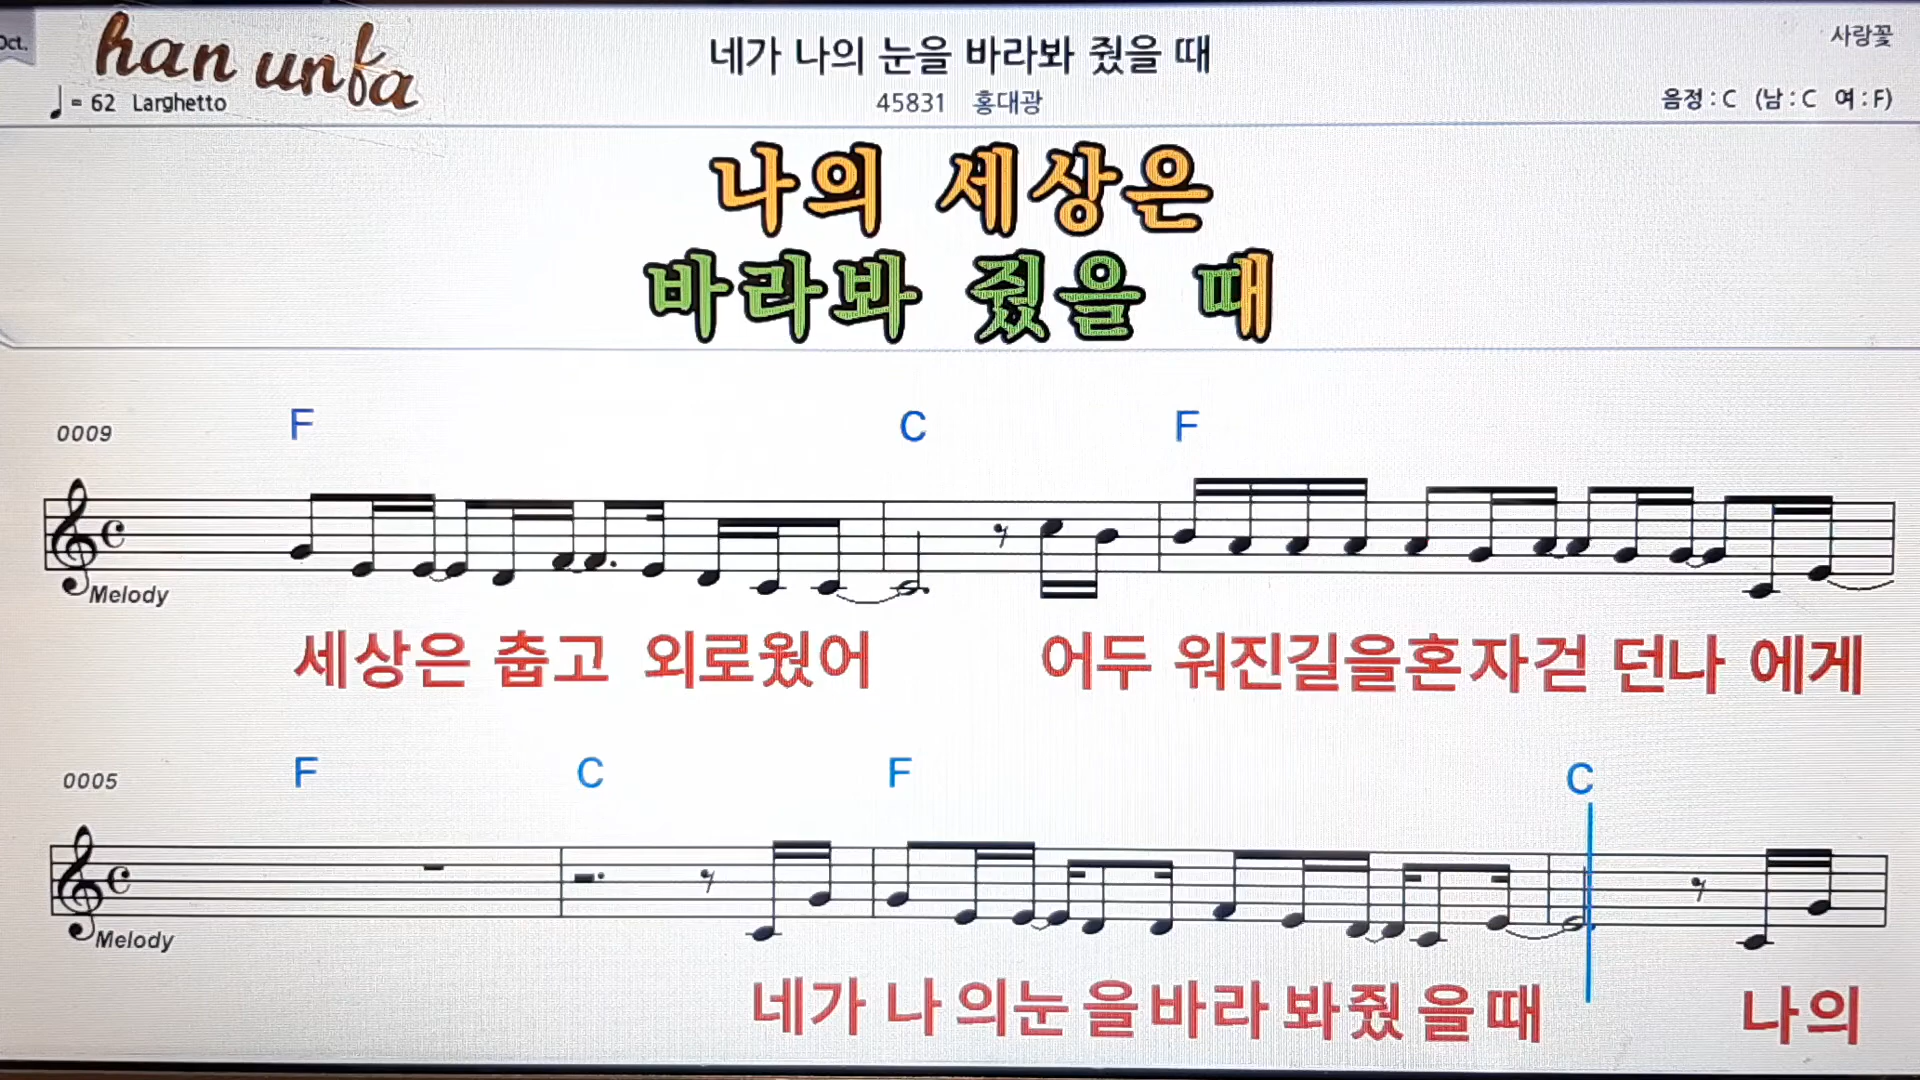 Oct.
han unfa
네가 나의 눈을 바라봐 줬을 때
사랑꽃
= 62 Larghetto
45831 홍대광
음정 : C (남 : C 여 : F)
나의 세상은
바라봐 줬을 때
F C F
0009
Melody
세상은 춥고 외로웠어 어두 워진길을혼자걷 던나 에게
F C F C
0005
Melody
네가 나의눈을바라 봐줬을때 나의